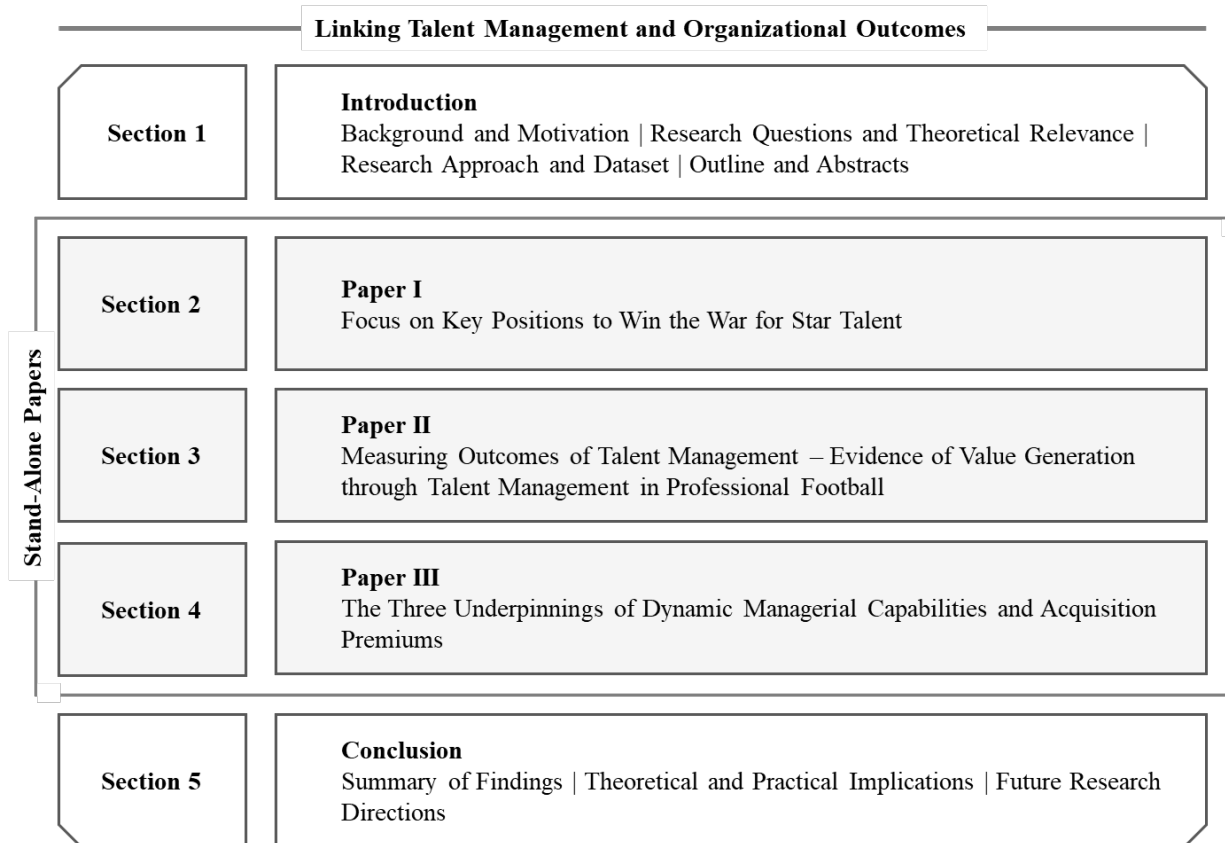 Linking Talent Management and Organizational Outcomes
Section 1
Introduction
Background and Motivation | Research Questions and Theoretical Relevance |
Research Approach and Dataset | Outline and Abstracts
Stand-Alone Papers
Section 2
Paper I
Focus on Key Positions to Win the War for Star Talent
Section 3
Paper II
Measuring Outcomes of Talent Management – Evidence of Value Generation
through Talent Management in Professional Football
Section 4
Paper III
The Three Underpinnings of Dynamic Managerial Capabilities and Acquisition
Premiums
Section 5
Conclusion
Summary of Findings | Theoretical and Practical Implications | Future Research
Directions